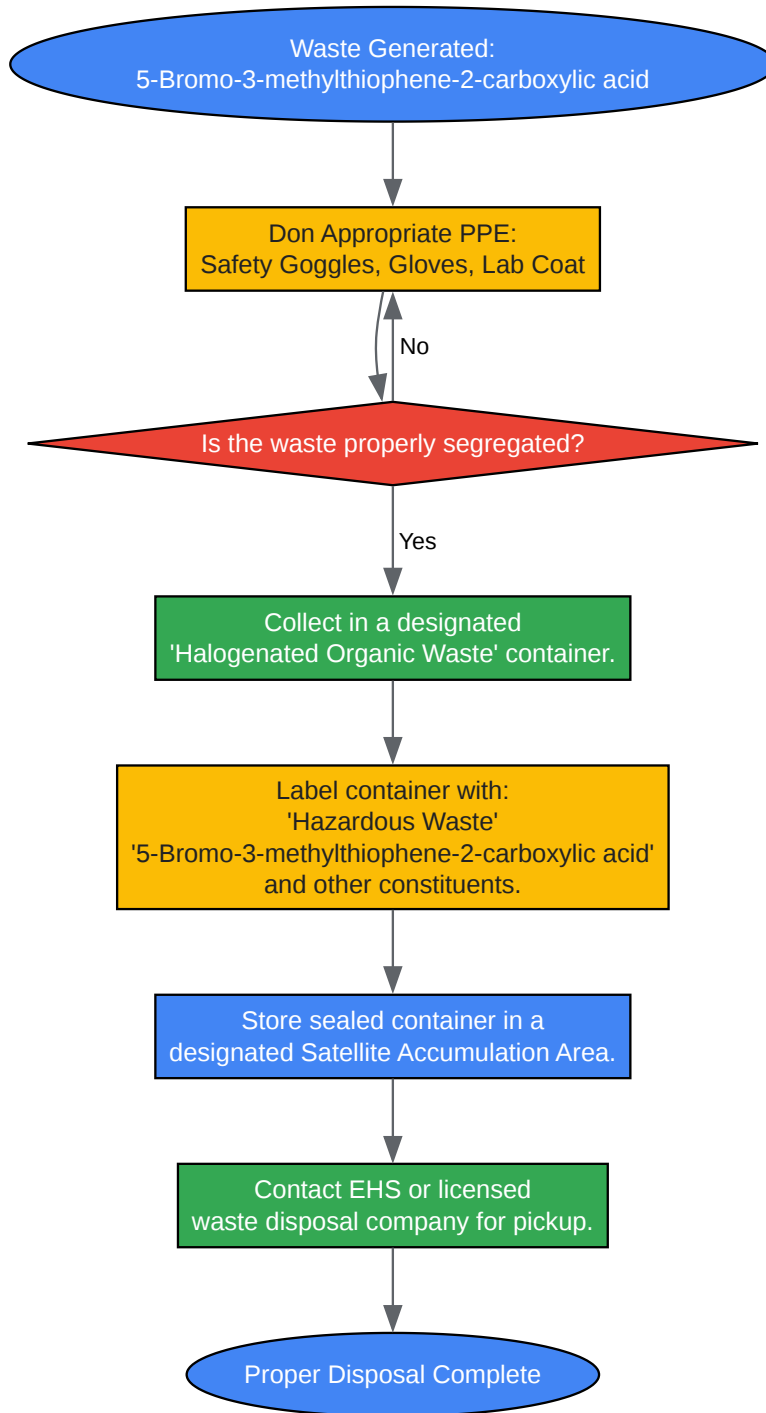 Waste Generated:
5-Bromo-3-methylthiophene-2-carboxylic acid
Don Appropriate PPE:
Safety Goggles, Gloves, Lab Coat
No
Is the waste properly segregated?
Yes
Collect in a designated
'Halogenated Organic Waste' container.
Label container with:
'Hazardous Waste'
'5-Bromo-3-methylthiophene-2-carboxylic acid'
and other constituents.
Store sealed container in a
designated Satellite Accumulation Area.
Contact EHS or licensed
waste disposal company for pickup.
Proper Disposal Complete